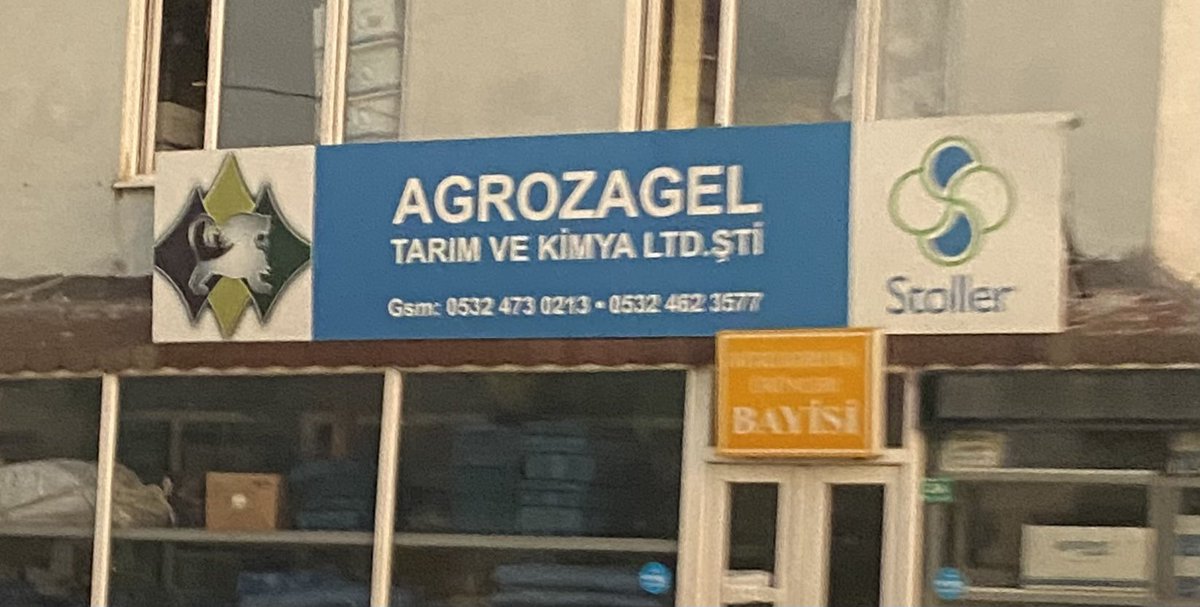 AGROZAGEL
TARIM VE KİMYA LTD.ŞTİ
Gsm: 0532 473 0213 • 0532 462 3577
Stoller
BAYİSİ